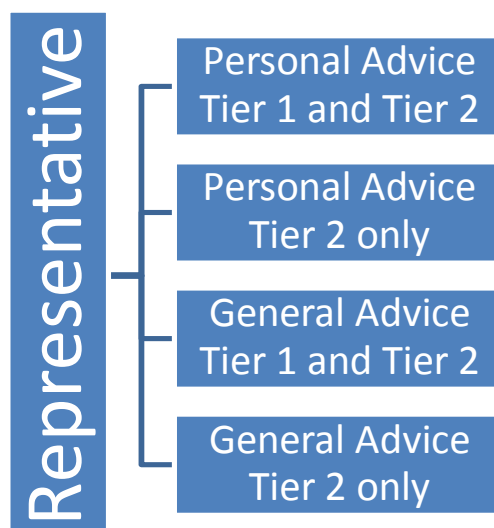 Representative
Personal Advice
Tier 1 and Tier 2
Personal Advice
Tier 2 only
General Advice
Tier 1 and Tier 2
General Advice
Tier 2 only